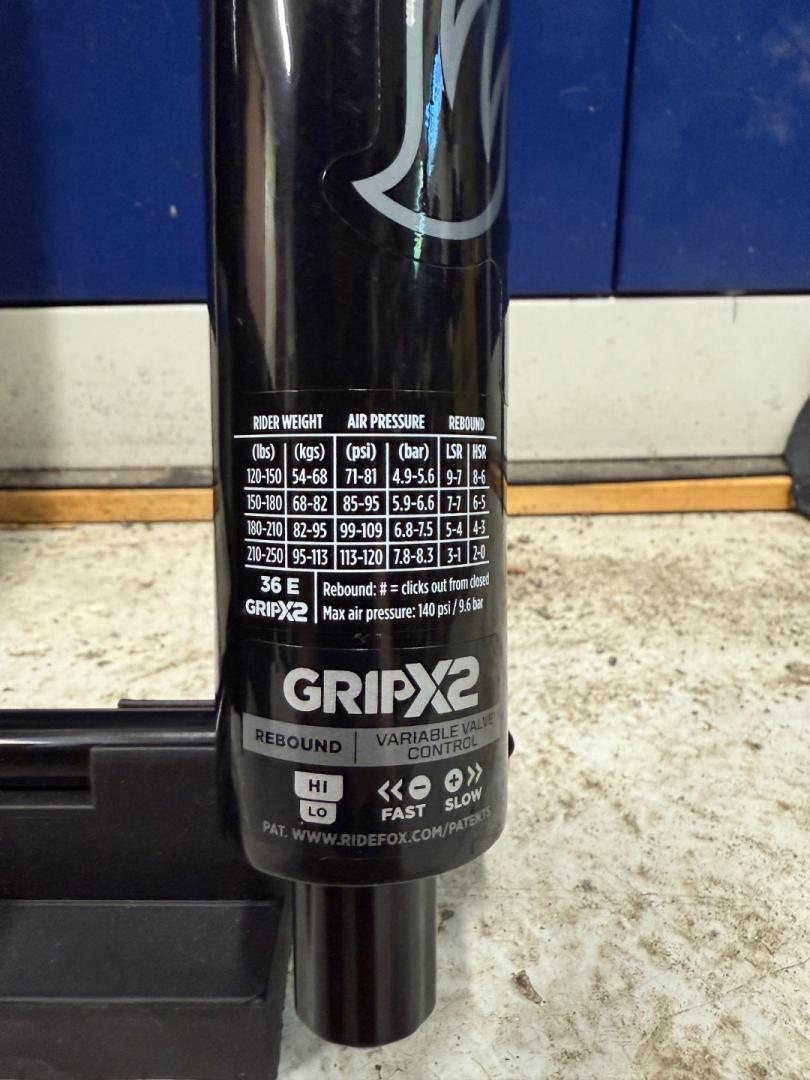 RIDER WEIGHT AIR PRESSURE REBOUND
(lbs) (kgs) (psi) (bar) LSR HSR
120-150 54-68 71-81 4.9-5.6 9-7 8-6
150-180 68-82 85-95 5.9-6.6 7-7 6-5
180-210 82-95 99-109 6.8-7.5 5-4 4-3
210-250 95-113 113-120 7.8-8.3 3-1 2-0
36 E Rebound: # = clicks out from closed
GRIPX2 Max air pressure: 140 psi / 9.6 bar
GRIPX2
REBOUND VARIABLE VALVE
CONTROL
HI << - + >>
LO FAST SLOW
PAT. WWW.RIDEFOX.COM/PATENTS